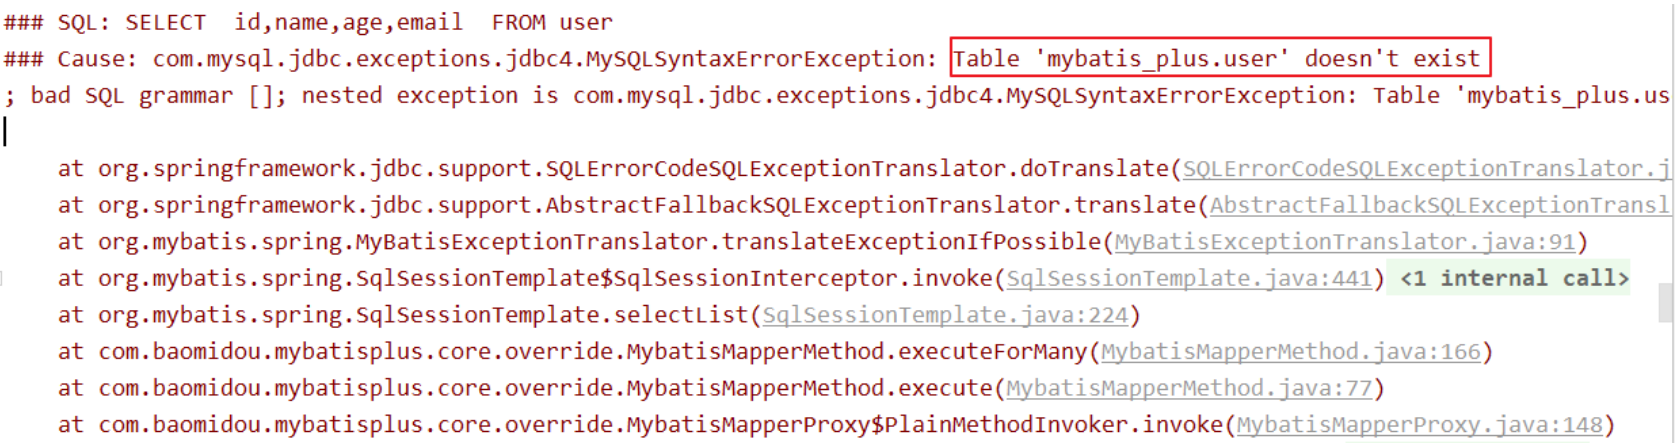 ### SQL: SELECT  id,name,age,email  FROM user
### Cause: com.mysql.jdbc.exceptions.jdbc4.MySQLSyntaxErrorException: Table 'mybatis_plus.user' doesn't exist
; bad SQL grammar []; nested exception is com.mysql.jdbc.exceptions.jdbc4.MySQLSyntaxErrorException: Table 'mybatis_plus.us
at org.springframework.jdbc.support.SQLErrorCodeSQLExceptionTranslator.doTranslate(SQLErrorCodeSQLExceptionTranslator.j
at org.springframework.jdbc.support.AbstractFallbackSQLExceptionTranslator.translate(AbstractFallbackSQLExceptionTransl
at org.mybatis.spring.MyBatisExceptionTranslator.translateExceptionIfPossible(MyBatisExceptionTranslator.java:91)
at org.mybatis.spring.SqlSessionTemplate$SqlSessionInterceptor.invoke(SqlSessionTemplate.java:441) <1 internal call>
at org.mybatis.spring.SqlSessionTemplate.selectList(SqlSessionTemplate.java:224)
at com.baomidou.mybatisplus.core.override.MybatisMapperMethod.executeForMany(MybatisMapperMethod.java:166)
at com.baomidou.mybatisplus.core.override.MybatisMapperMethod.execute(MybatisMapperMethod.java:77)
at com.baomidou.mybatisplus.core.override.MybatisMapperProxy$PlainMethodInvoker.invoke(MybatisMapperProxy.java:148)